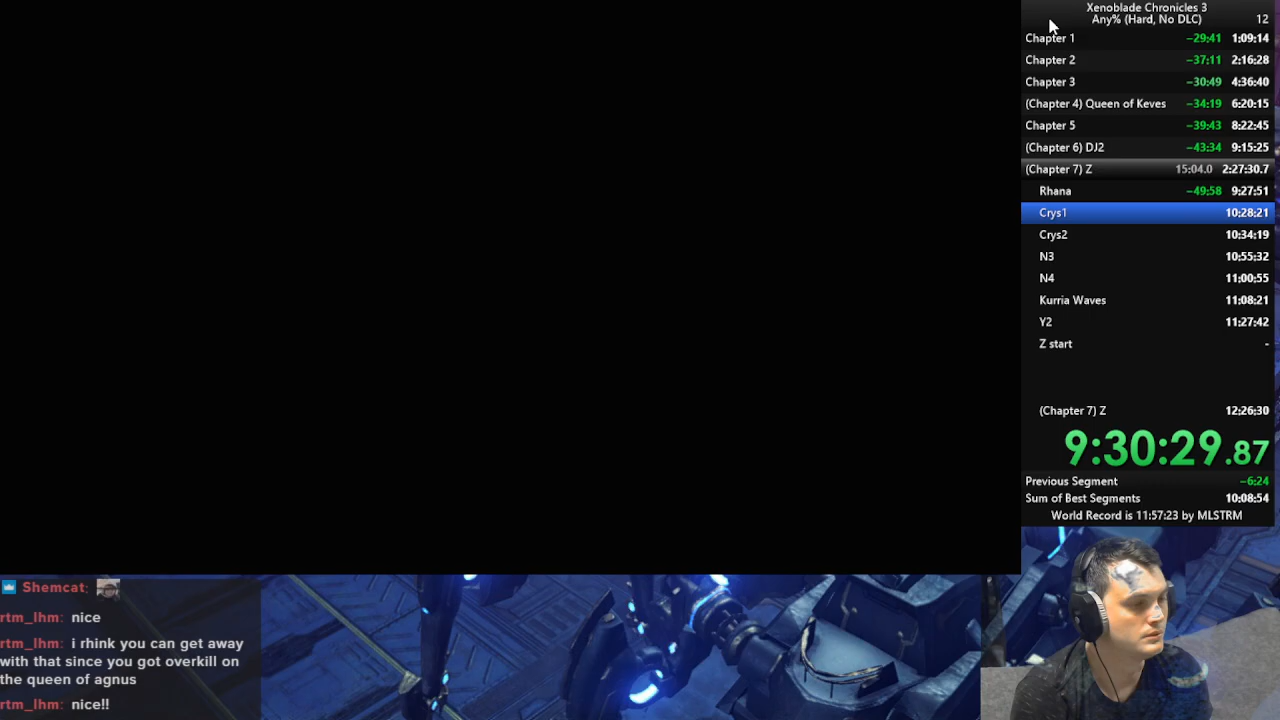 Xenoblade Chronicles 3
Any% (Hard, No DLC) 12
Chapter 1 -29:41 1:09:14
Chapter 2 -37:11 2:16:28
Chapter 3 -30:49 4:36:40
(Chapter 4) Queen of Keves -34:19 6:20:15
Chapter 5 -39:43 8:22:45
(Chapter 6) DJ2 -43:34 9:15:25
(Chapter 7) Z 15:04.0 2:27:30.7
Rhana -49:58 9:27:51
Crys1 10:28:21
Crys2 10:34:19
N3 10:55:32
N4 11:00:55
Kurria Waves 11:08:21
Y2 11:27:42
Z start -
(Chapter 7) Z 12:26:30
9:30:29.87
Previous Segment -6:24
Sum of Best Segments 10:08:54
World Record is 11:57:23 by MLSTRM
Shemcat:
rtm_lhm: nice
rtm_lhm: i rhink you can get away
with that since you got overkill on
the queen of agnus
rtm_lhm: nice!!